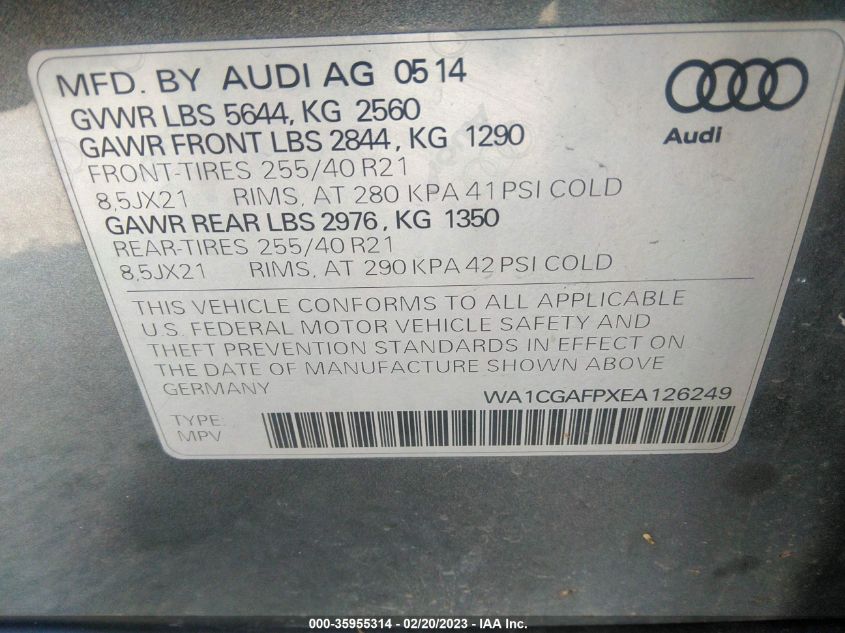 MFD. BY AUDI AG 05 14
GVWR LBS 5644, KG 2560
GAWR FRONT LBS 2844, KG 1290
FRONT-TIRES 255/40 R21
8,5JX21 RIMS, AT 280 KPA 41 PSI COLD
GAWR REAR LBS 2976, KG 1350
REAR-TIRES 255/40 R21
8,5JX21 RIMS, AT 290 KPA 42 PSI COLD
Audi
THIS VEHICLE CONFORMS TO ALL APPLICABLE
U.S. FEDERAL MOTOR VEHICLE SAFETY AND
THEFT PREVENTION STANDARDS IN EFFECT ON
THE DATE OF MANUFACTURE SHOWN ABOVE
GERMANY
WA1CGAFPXEA126249
TYPE:
MPV
000-35955314 - 02/20/2023 - IAA Inc.